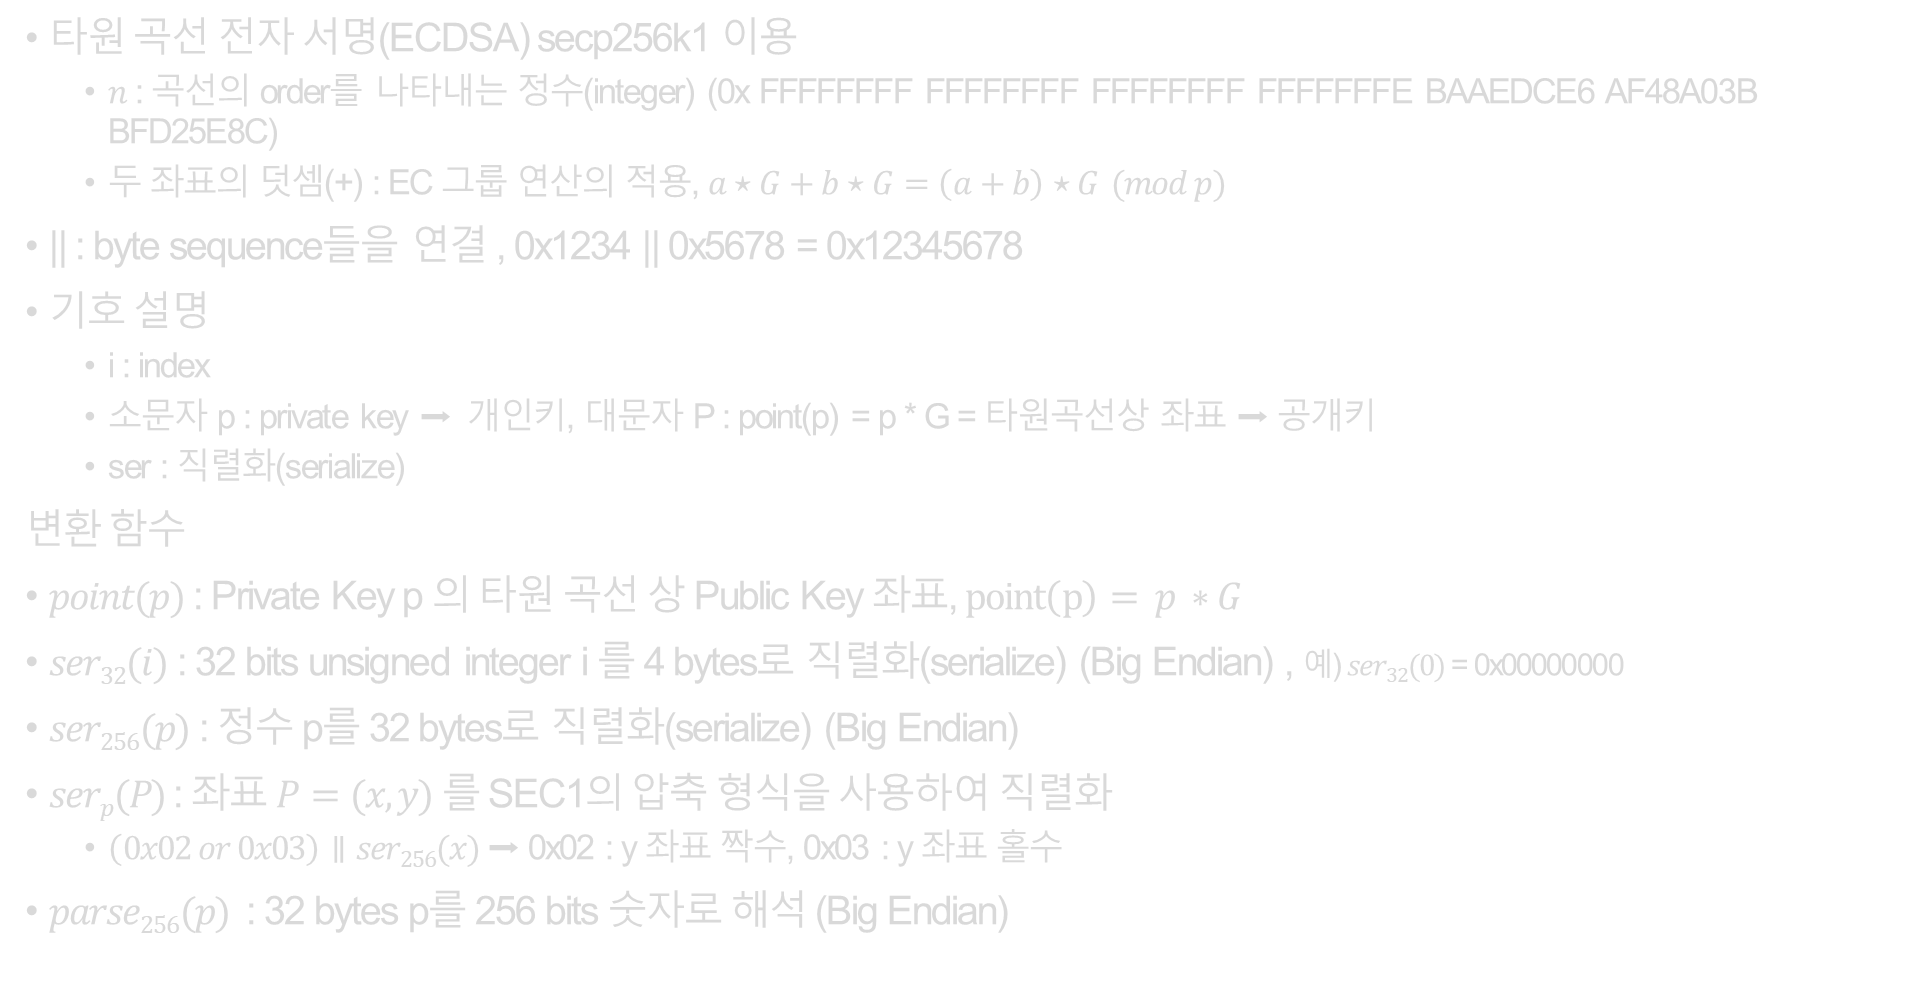 • 타원 곡선 전자 서명(ECDSA) secp256k1 이용
• n : 곡선의 order를 나타내는 정수(integer) (0x FFFFFFFF FFFFFFFF FFFFFFFF FFFFFFFE BAAEDCE6 AF48A03B
BFD25E8C)
• 두 좌표의 덧셈(+) : EC 그룹 연산의 적용, a ⋆ G + b ⋆ G = (a + b) ⋆ G (mod p)
• || : byte sequence들을 연결 , 0x1234 || 0x5678 = 0x12345678
• 기호 설명
• i : index
• 소문자 p : private key ➡ 개인키, 대문자 P : point(p) = p * G = 타원곡선상 좌표 ➡ 공개키
• ser : 직렬화(serialize)
변환 함수
• point(p) : Private Key p 의 타원 곡선 상 Public Key 좌표, point(p) = p ∗ G
• ser₃₂(i) : 32 bits unsigned integer i 를 4 bytes로 직렬화(serialize) (Big Endian) , 예) ser₃₂(0) = 0x00000000
• ser₂₅₆(p) : 정수 p를 32 bytes로 직렬화(serialize) (Big Endian)
• serₚ(P) : 좌표 P = (x, y) 를 SEC1의 압축 형식을 사용하여 직렬화
• (0x02 or 0x03) ∥ ser₂₅₆(x) ➡ 0x02 : y 좌표 짝수, 0x03 : y 좌표 홀수
• parse₂₅₆(p) : 32 bytes p를 256 bits 숫자로 해석 (Big Endian)